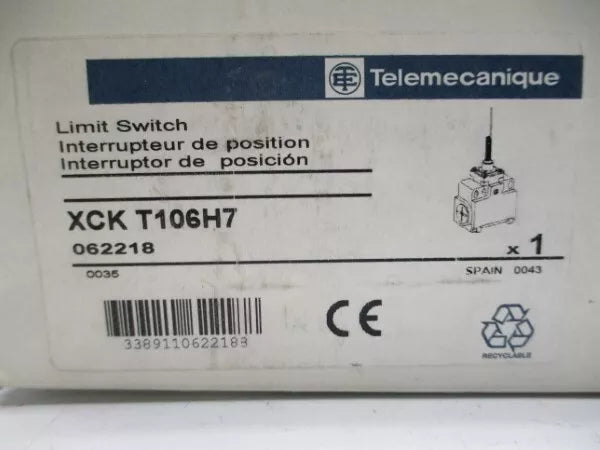 Telemecanique
Limit Switch
Interrupteur de position
Interruptor de posición
XCK T106H7
062218
x 1
0035
SPAIN 0043
3389110622188
CE
RECYCLABLE